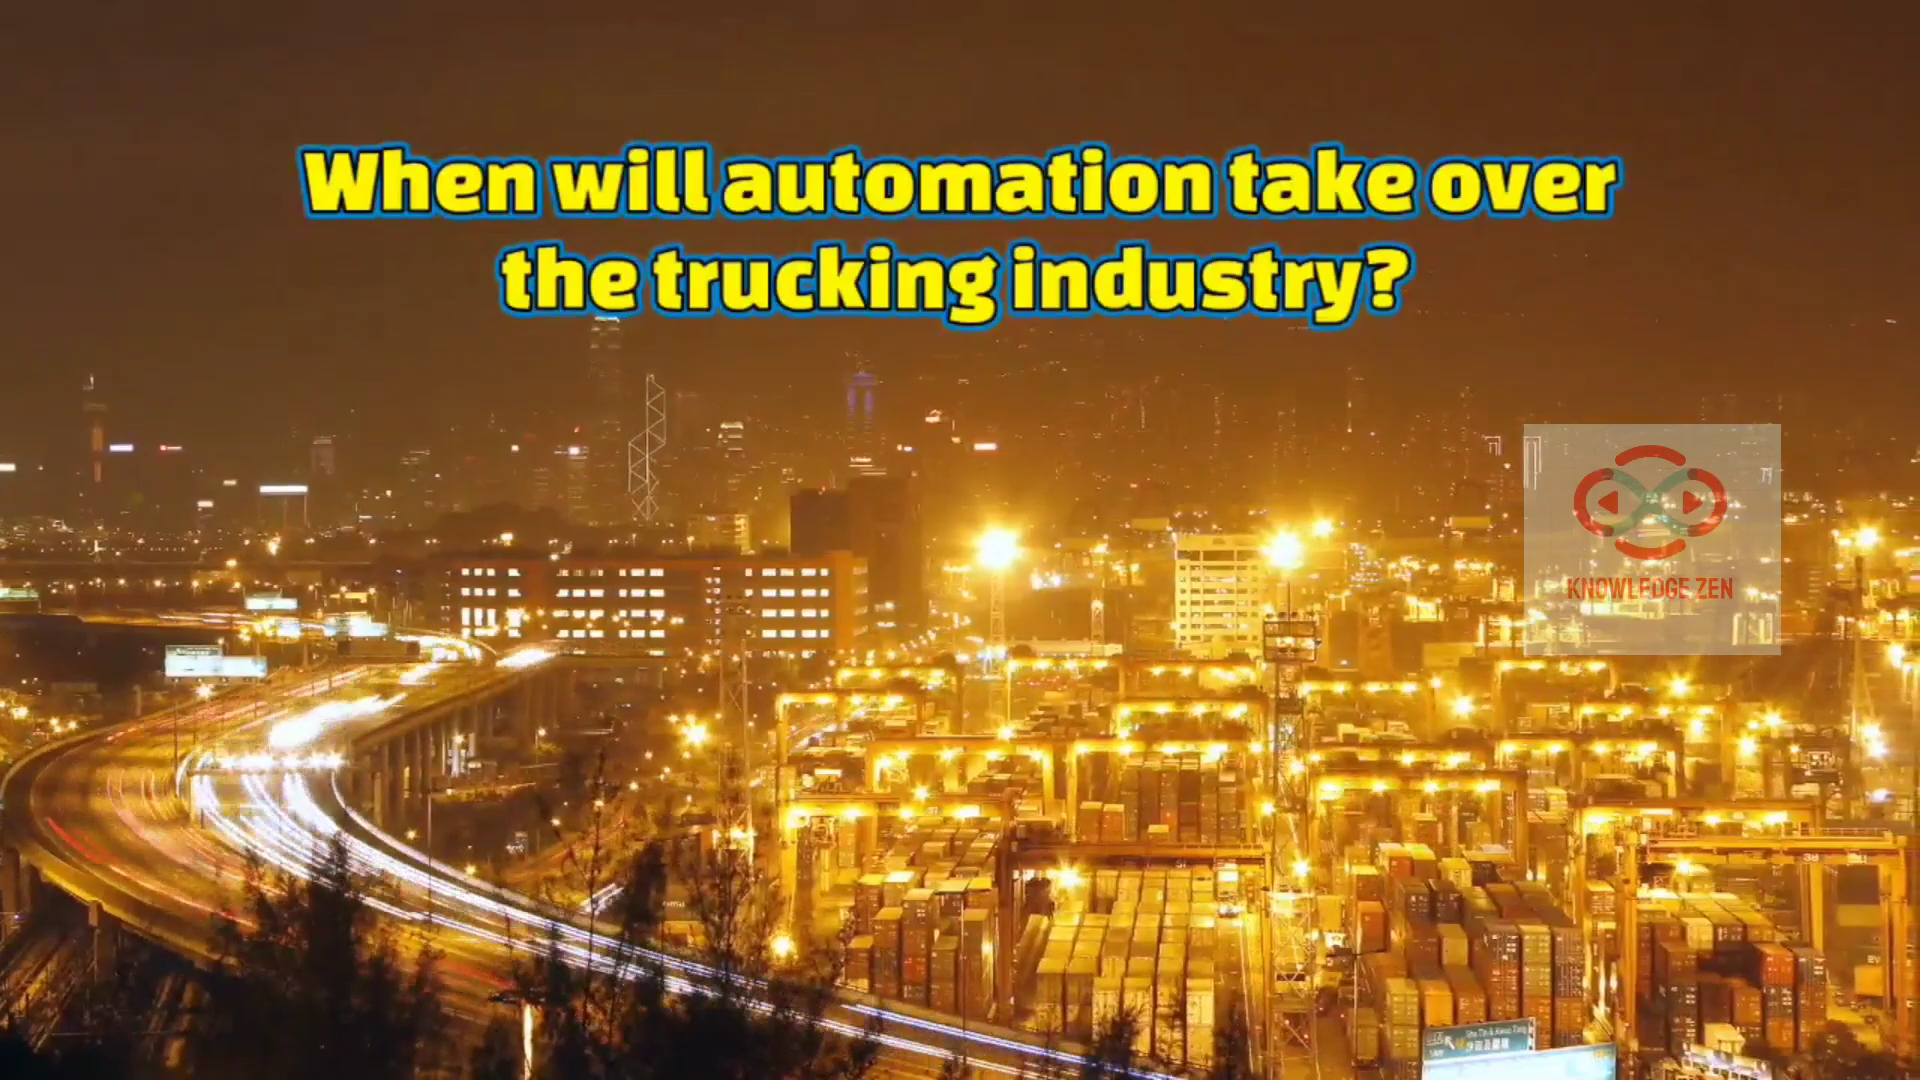 When will automation take over
the trucking industry?
KNOWLEDGE ZEN